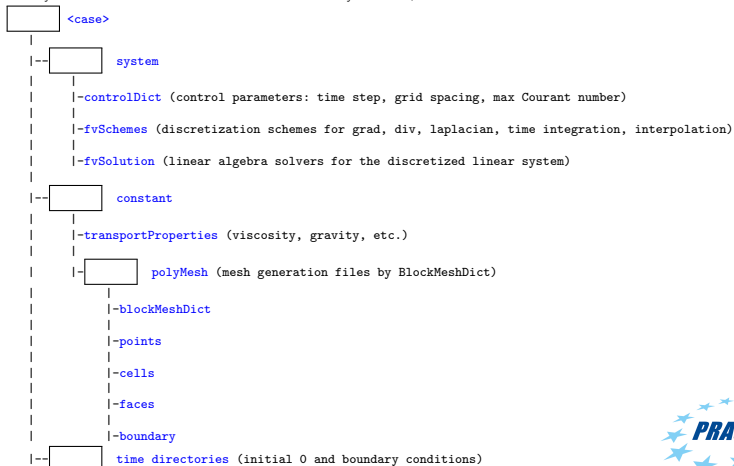 <case>
|
|-- system
| |
| |-controlDict (control parameters: time step, grid spacing, max Courant number)
| |
| |-fvSchemes (discretization schemes for grad, div, laplacian, time integration, interpolation)
| |
| |-fvSolution (linear algebra solvers for the discretized linear system)
|
|-- constant
| |
| |-transportProperties (viscosity, gravity, etc.)
| |
| |- polyMesh (mesh generation files by BlockMeshDict)
| |
| |-blockMeshDict
| |
| |-points
| |
| |-cells
| |
| |-faces
| |
| |-boundary
|-- time directories (initial 0 and boundary conditions)
PRA